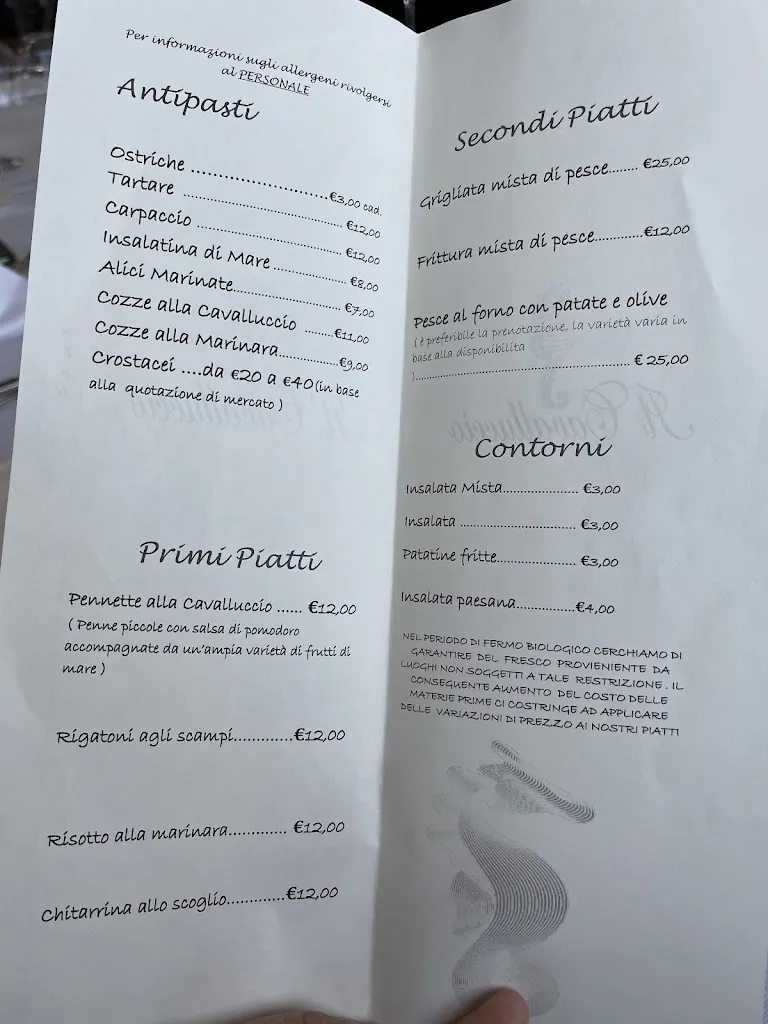 Per informazioni sugli allergeni rivolgersi
al PERSONALE
Antipasti
Ostriche ........................€3,00 cad.
Tartare ........................ €12,00
Carpaccio ........................ €12,00
Insalatina di Mare ................ €8,00
Alici Marinate..................... €7,00
Cozze alla Cavalluccio .......€11,00
Cozze alla Marinara...............€9,00
Crostacei ....da €20 a €40 (in base
alla quotazione di mercato )
Primi Piatti
Pennette alla Cavalluccio ...... €12,00
( Penne piccole con salsa di pomodoro
accompagnate da un'ampia varietà di frutti di
mare )
Rigatoni agli scampi.............€12,00
Risotto alla marinara............. €12,00
Chitarrina allo scoglio.............€12,00
Secondi Piatti
Grigliata mista di pesce....... €25,00
Frittura mista di pesce............€12,00
Pesce al forno con patate e olive
( è preferibile la prenotazione, la varietà varia in
base alla disponibilita
)................................................... € 25,00
Il Cavalluccio
Contorni
Insalata Mista.................... €3,00
Insalata .............................. €3,00
Patatine fritte..................... €3,00
Insalata paesana...............€4,00
NEL PERIODO DI FERMO BIOLOGICO CERCHIAMO DI
GARANTIRE DEL FRESCO PROVIENIENTE DA
LUOGHI NON SOGGETTI A TALE RESTRIZIONE . IL
CONSEGUENTE AUMENTO DEL COSTO DELLE
MATERIE PRIME CI COSTRINGE AD APPLICARE
DELLE VARIAZIONI DI PREZZO AI NOSTRI PIATTI